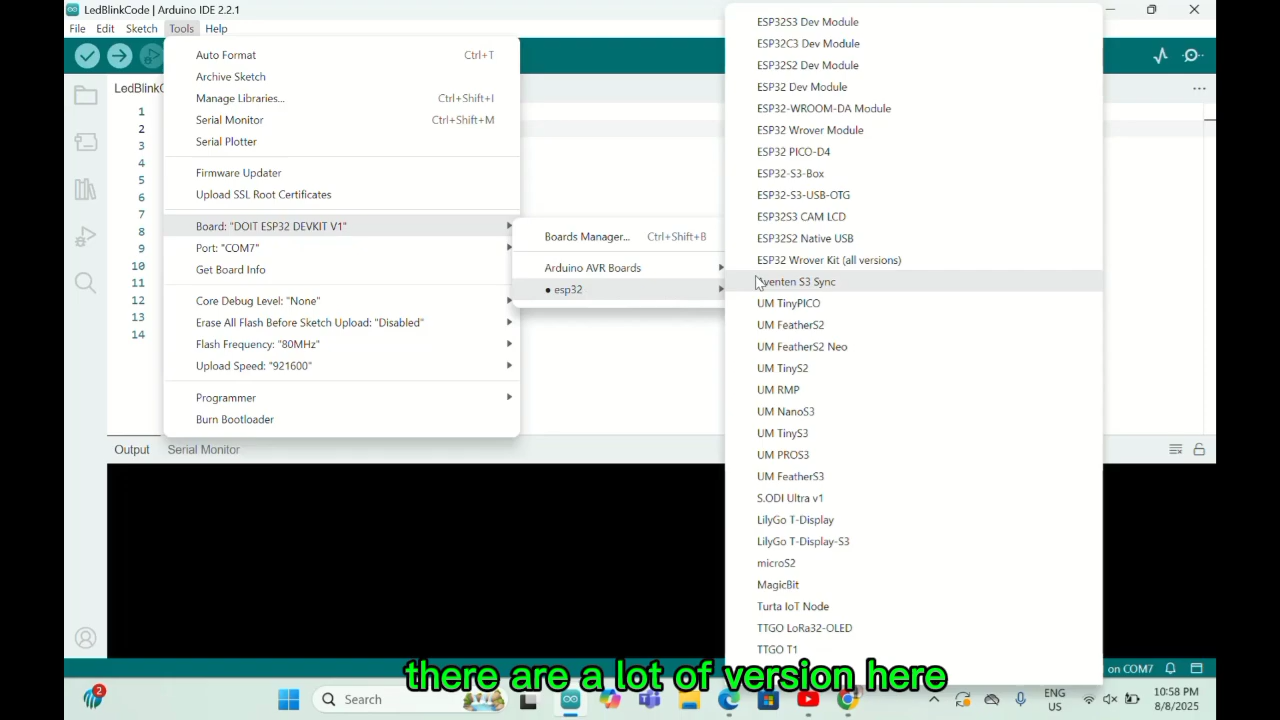 LedBlinkCode | Arduino IDE 2.2.1
File Edit Sketch Tools Help
LedBlinkC
1
2
3
4
5
6
7
8
9
10
11
12
13
14
Auto Format Ctrl+T
Archive Sketch
Manage Libraries... Ctrl+Shift+I
Serial Monitor Ctrl+Shift+M
Serial Plotter
Firmware Updater
Upload SSL Root Certificates
Board: "DOIT ESP32 DEVKIT V1"
Port: "COM7"
Get Board Info
Core Debug Level: "None"
Erase All Flash Before Sketch Upload: "Disabled"
Flash Frequency: "80MHz"
Upload Speed: "921600"
Programmer
Burn Bootloader
Boards Manager... Ctrl+Shift+B
Arduino AVR Boards
esp32
ESP32S3 Dev Module
ESP32C3 Dev Module
ESP32S2 Dev Module
ESP32 Dev Module
ESP32-WROOM-DA Module
ESP32 Wrover Module
ESP32 PICO-D4
ESP32-S3-Box
ESP32-S3-USB-OTG
ESP32S3 CAM LCD
ESP32S2 Native USB
ESP32 Wrover Kit (all versions)
S3 Sync
UM TinyPICO
UM FeatherS2
UM FeatherS2 Neo
UM TinyS2
UM RMP
UM NanoS3
UM TinyS3
UM PROS3
UM FeatherS3
S.ODI Ultra v1
LilyGo T-Display
LilyGo T-Display-S3
microS2
MagicBit
Turta IoT Node
TTGO LoRa32-OLED
TTGO T1
Output Serial Monitor
on COM7
there are a lot of version here
2
Search
ENG
US
10:58 PM
8/8/2025